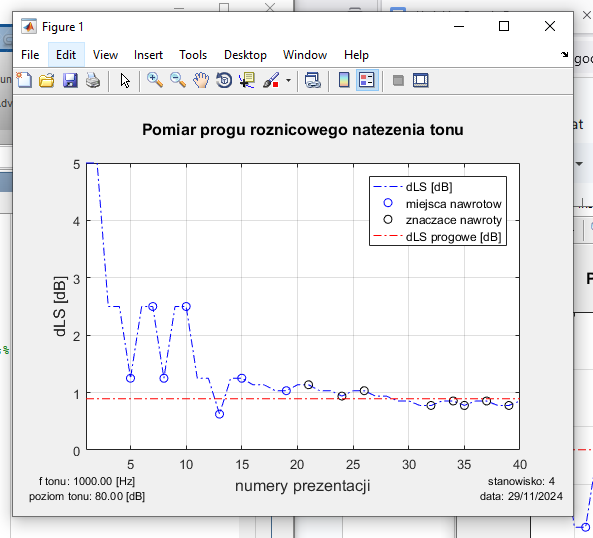 Figure 1
File Edit View Insert Tools Desktop Window Help
Pomiar progu roznicowego natezenia tonu
dLS [dB]
miejsca nawrotow
znaczace nawroty
dLS progowe [dB]
5
4
3
2
1
0
dLS [dB]
5 10 15 20 25 30 35 40
numery prezentacji
f tonu: 1000.00 [Hz]
poziom tonu: 80.00 [dB]
stanowisko: 4
data: 29/11/2024